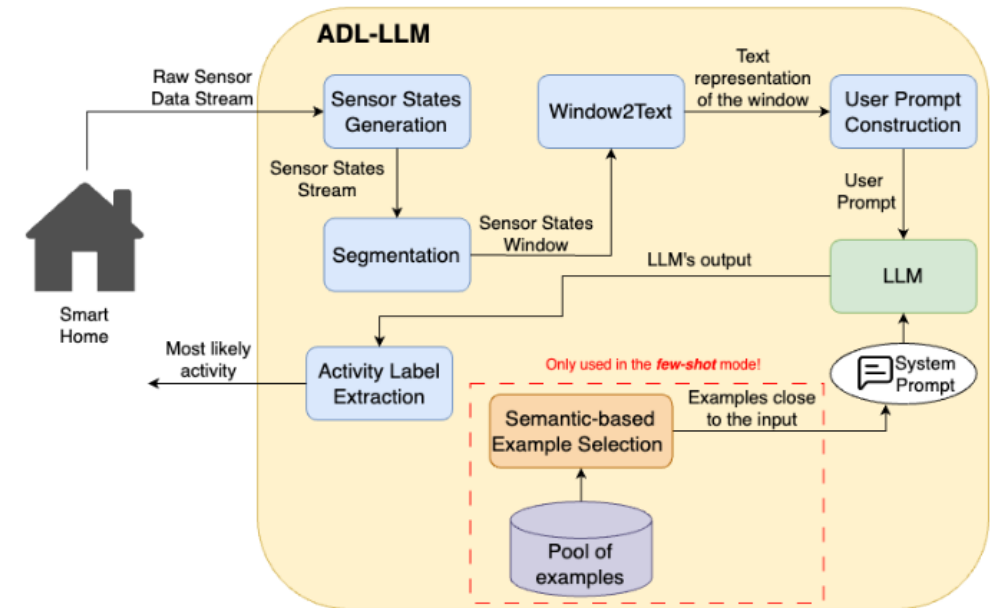 ADL-LLM
Raw Sensor
Data Stream
Sensor States
Generation
Window2Text
Text
representation
of the window
User Prompt
Construction
Sensor States
Stream
User
Prompt
Segmentation
Sensor States
Window
LLM's output
LLM
Smart
Home
Most likely
activity
Activity Label
Extraction
Only used in the few-shot mode!
System
Prompt
Semantic-based
Example Selection
Examples close
to the input
Pool of
examples